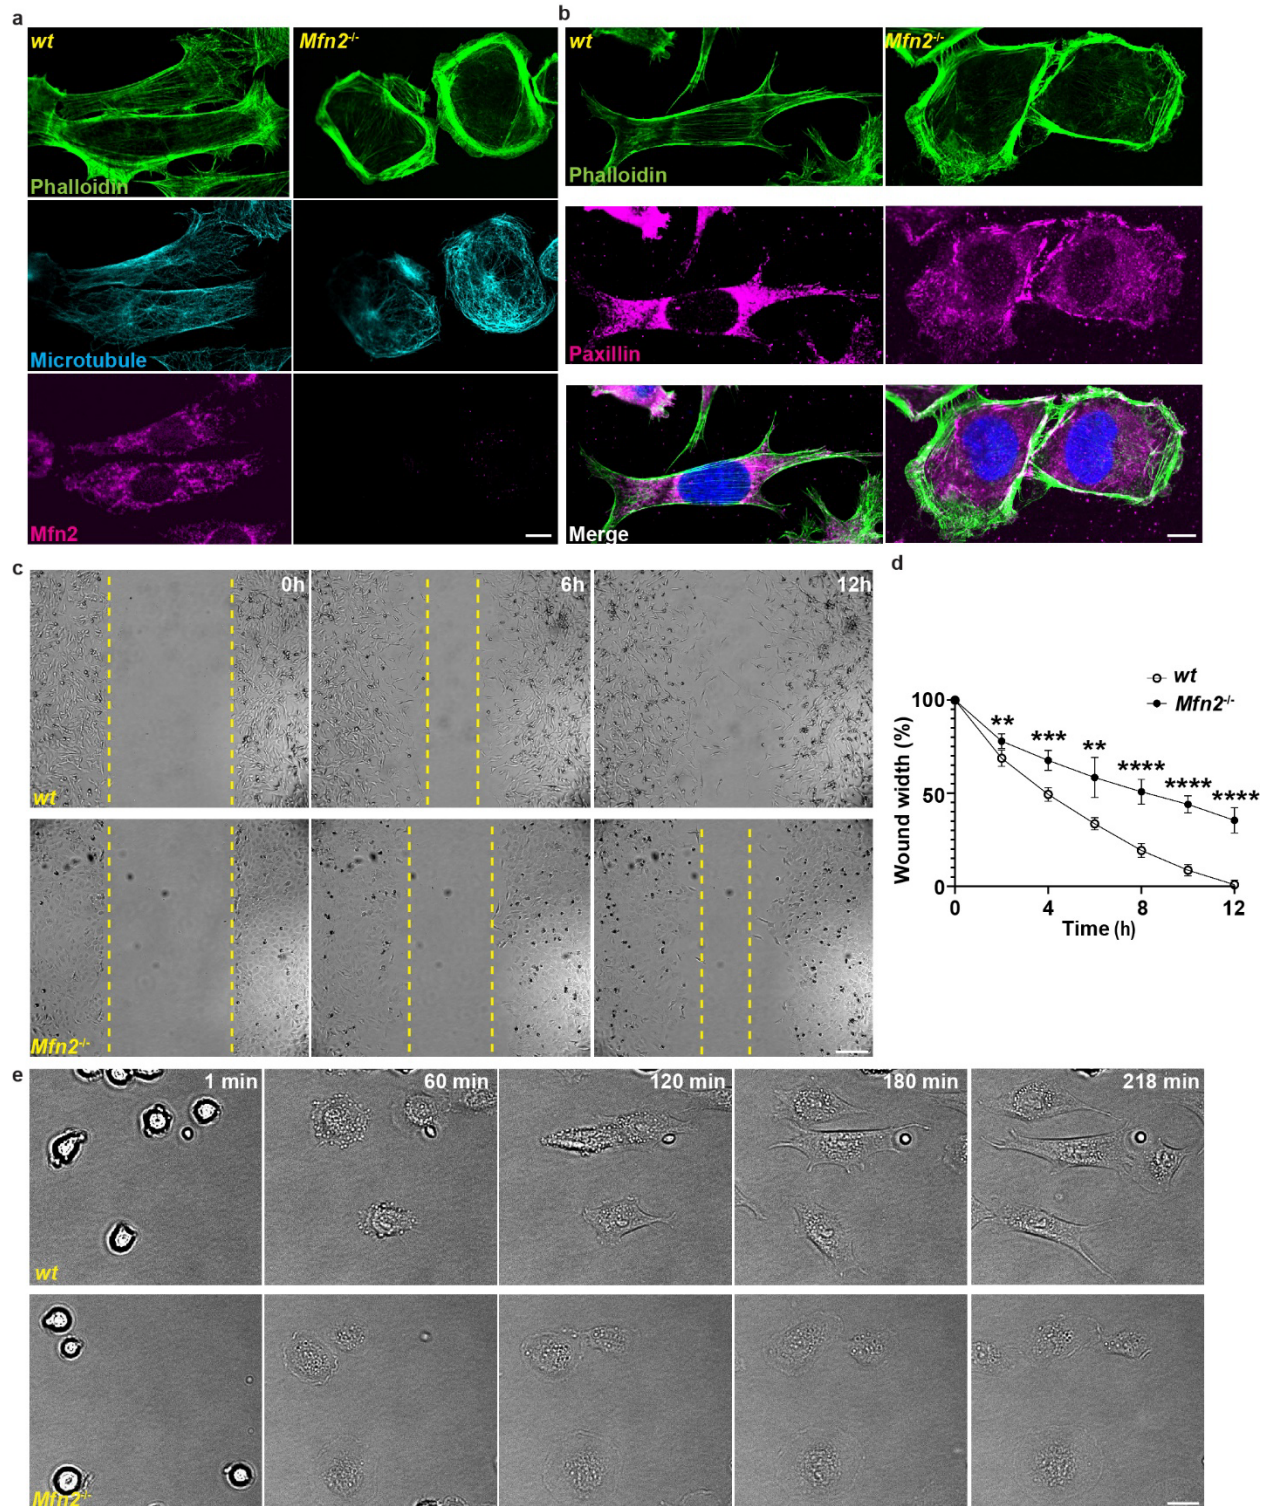 a
wt
Mfn2-/-
Phalloidin
Microtubule
Mfn2
b
wt
Mfn2-/-
Phalloidin
Paxillin
Merge
c
0h
6h
12h
wt
Mfn2-/-
d
wt
Mfn2-/-
Wound width (%)
100
50
0
** *** ** **** **** ****
0 4 8 12
Time (h)
e
1 min
60 min
120 min
180 min
218 min
wt
Mfn2-/-